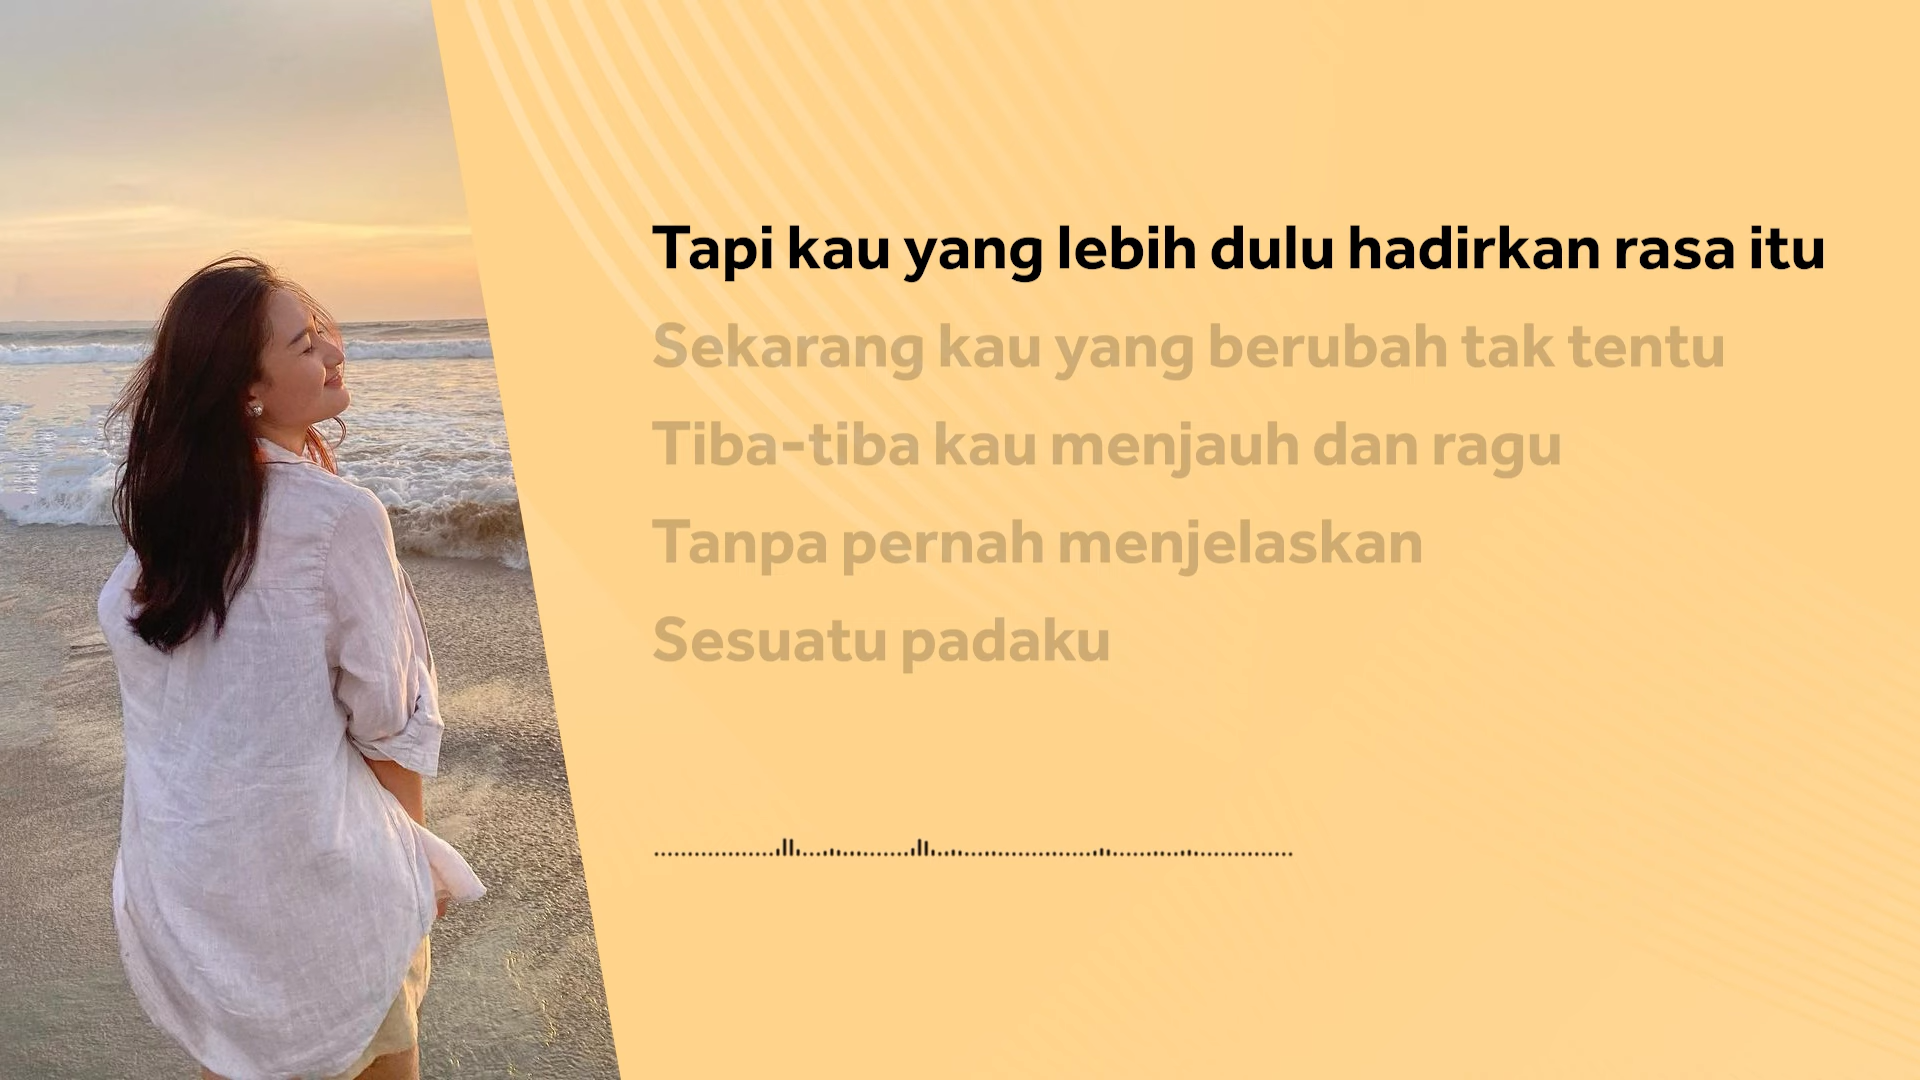 Tapi kau yang lebih dulu hadirkan rasa itu
Sekarang kau yang berubah tak tentu
Tiba-tiba kau menjauh dan ragu
Tanpa pernah menjelaskan
Sesuatu padaku